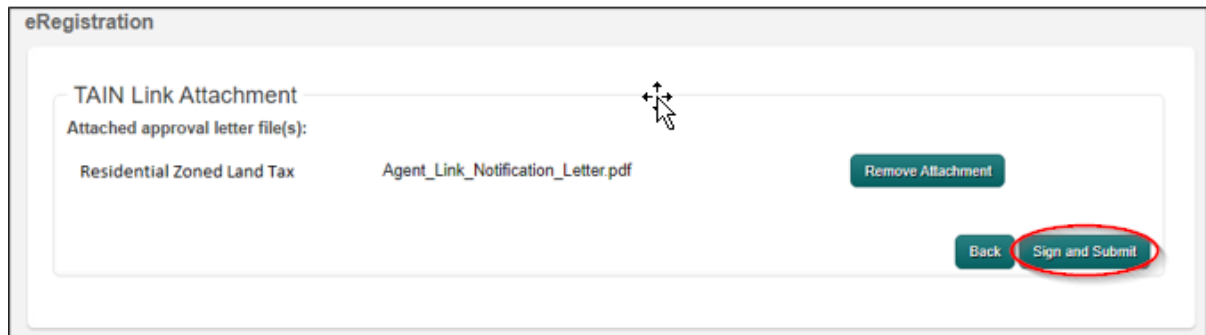 eRegistration
TAIN Link Attachment
Attached approval letter file(s):
Residential Zoned Land Tax Agent_Link_Notification_Letter.pdf Remove Attachment
Back Sign and Submit